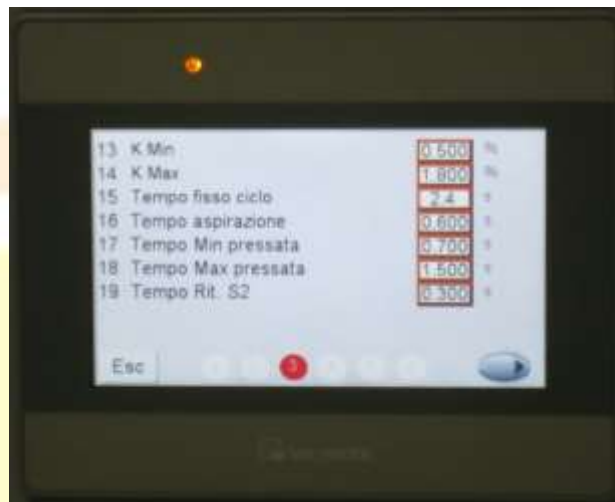 13 K Min 0.500 %
14 K Max 1.800 %
15 Tempo fisso ciclo 2.4 s
16 Tempo aspirazione 0.600 s
17 Tempo Min pressata 0.700 s
18 Tempo Max pressata 1.500 s
19 Tempo Rit. S2 0.300 s
Esc 3